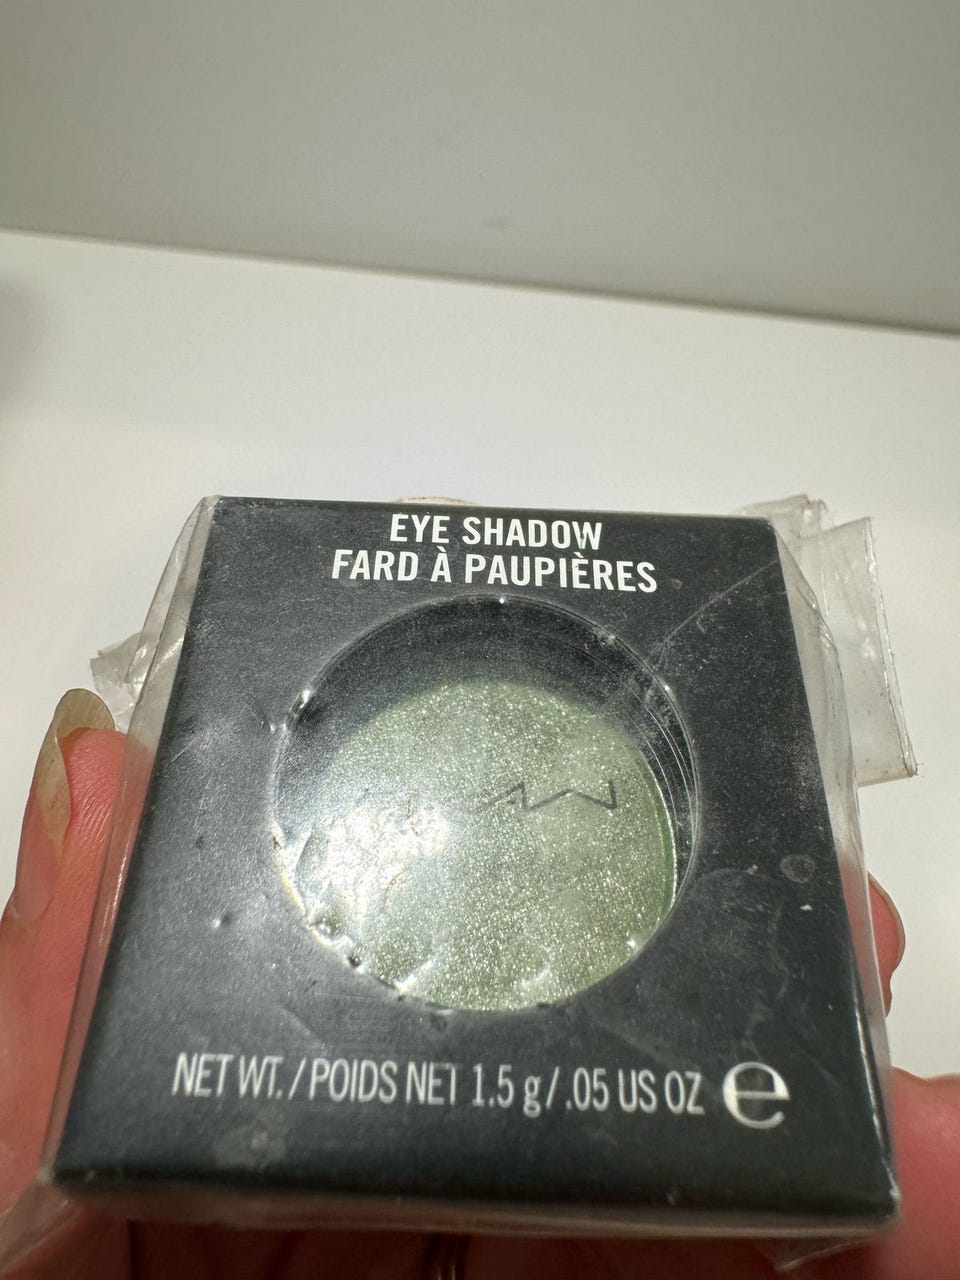 EYE SHADOW
FARD À PAUPIÈRES
NET WT. / POIDS NET 1.5 g / .05 US OZ e